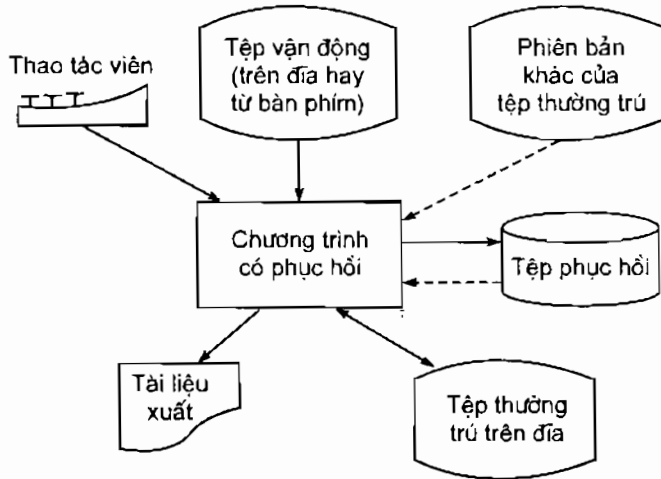 Thao tác viên
Tệp vận động
(trên đĩa hay
từ bàn phím)
Phiên bản
khác của
tệp thường trú
Chương trình
có phục hồi
Tệp phục hồi
Tài liệu
xuất
Tệp thường
trú trên đĩa